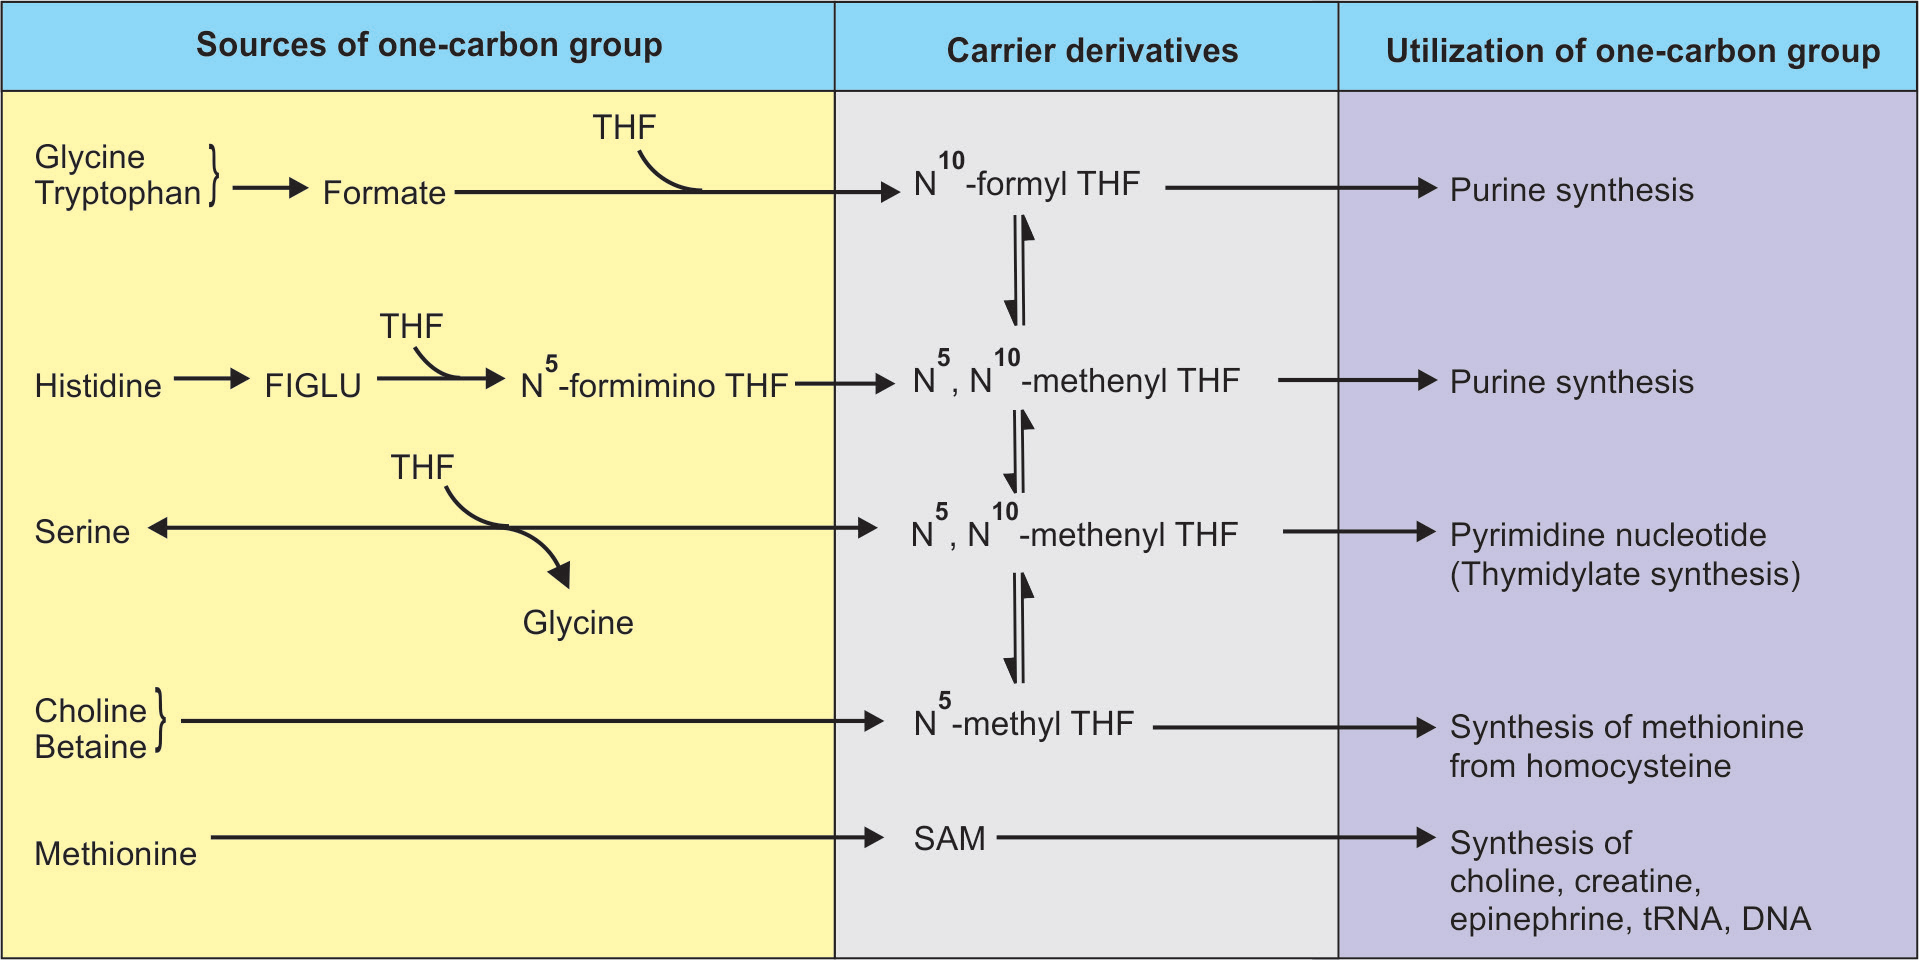 Sources of one-carbon group
Carrier derivatives
Utilization of one-carbon group
THF
Glycine
Tryptophan
Formate
N10-formyl THF
Purine synthesis
THF
Histidine
FIGLU
N5-formimino THF
N5, N10-methenyl THF
Purine synthesis
THF
Serine
N5, N10-methenyl THF
Pyrimidine nucleotide
(Thymidylate synthesis)
Glycine
Choline
Betaine
N5-methyl THF
Synthesis of methionine
from homocysteine
Methionine
SAM
Synthesis of
choline, creatine,
epinephrine, tRNA, DNA